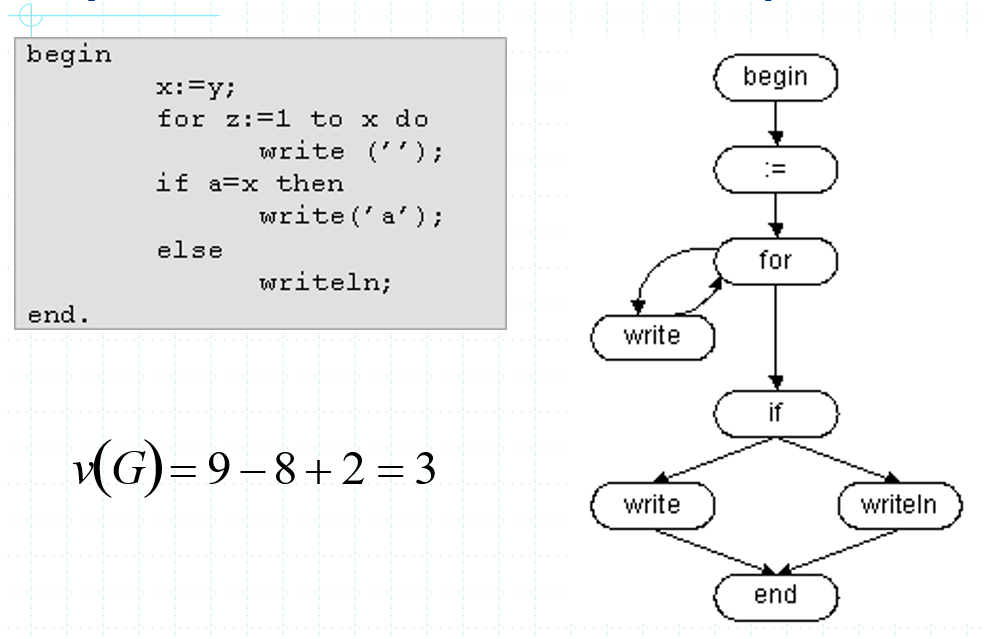 begin
x:=y;
for z:=1 to x do
write ('');
if a=x then
write('a');
else
writeln;
end.
v(G) = 9 − 8 + 2 = 3
begin
:=
for
write
if
write
writeln
end